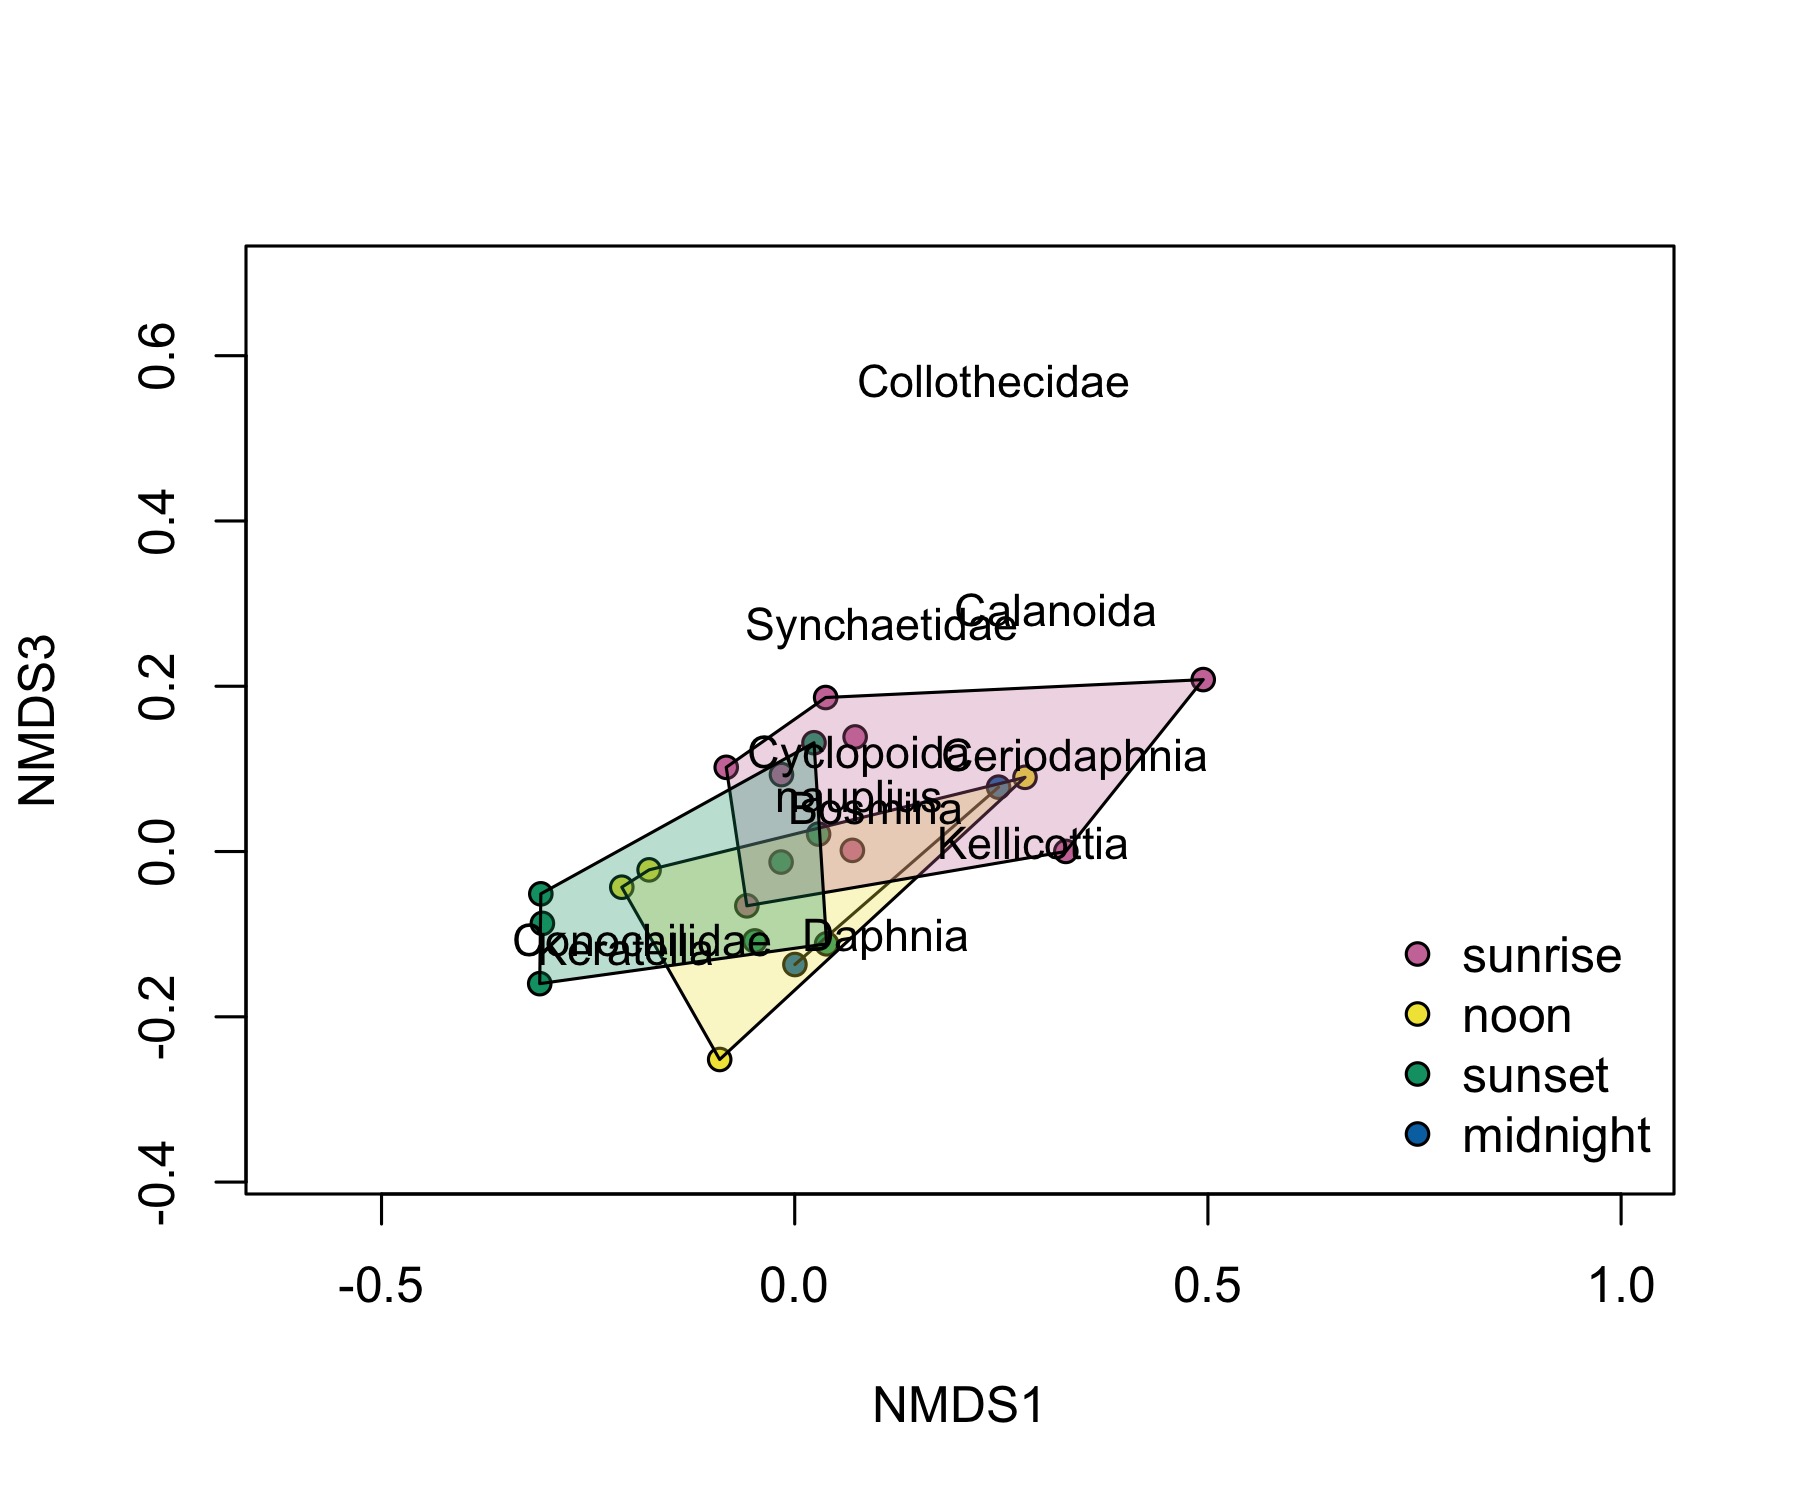 NMDS3
0.6
0.4
0.2
0.0
-0.2
-0.4
Collothecidae
Calanoida
Synchaetidae
Cyclopoida
Ceriodaphnia
nauplius
Bosmina
Kellicottia
Daphnia
Conochilidae
Keratella
sunrise
noon
sunset
midnight
-0.5 0.0 0.5 1.0
NMDS1